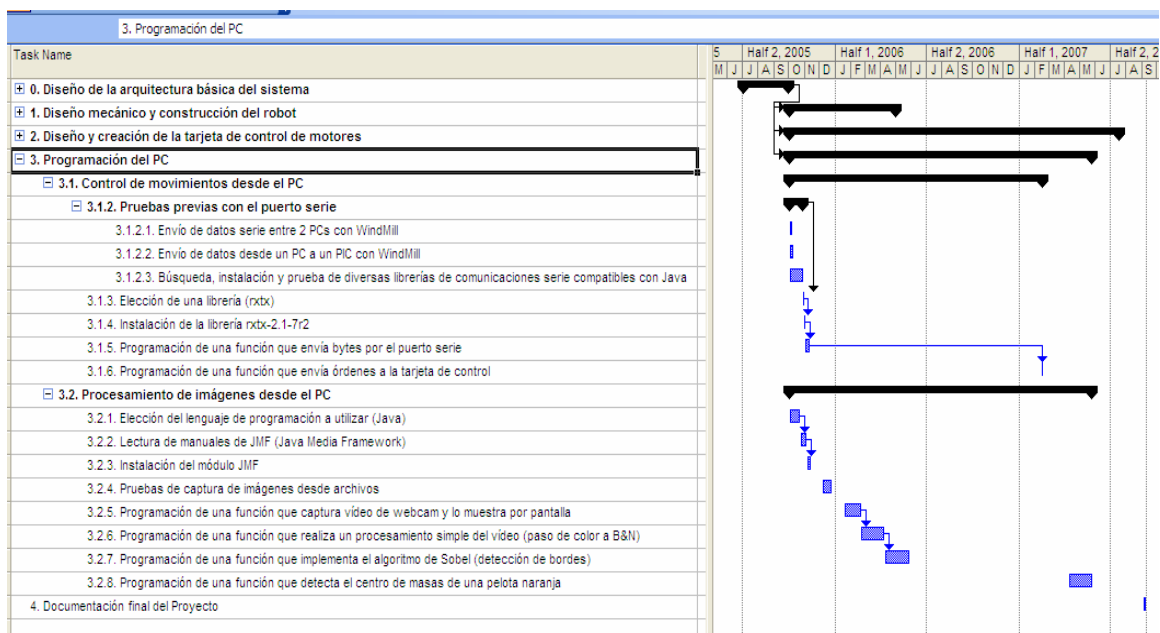 3. Programación del PC
Task Name
5 Half 2, 2005 Half 1, 2006 Half 2, 2006 Half 1, 2007 Half 2, 2
M J J A S O N D J F M A M J J A S O N D J F M A M J J A S
0. Diseño de la arquitectura básica del sistema
1. Diseño mecánico y construcción del robot
2. Diseño y creación de la tarjeta de control de motores
3. Programación del PC
3.1. Control de movimientos desde el PC
3.1.2. Pruebas previas con el puerto serie
3.1.2.1. Envío de datos serie entre 2 PCs con WindMill
3.1.2.2. Envío de datos desde un PC a un PIC con WindMill
3.1.2.3. Búsqueda, instalación y prueba de diversas librerías de comunicaciones serie compatibles con Java
3.1.3. Elección de una librería (rxtx)
3.1.4. Instalación de la librería rxtx-2.1-7r2
3.1.5. Programación de una función que envía bytes por el puerto serie
3.1.6. Programación de una función que envía órdenes a la tarjeta de control
3.2. Procesamiento de imágenes desde el PC
3.2.1. Elección del lenguaje de programación a utilizar (Java)
3.2.2. Lectura de manuales de JMF (Java Media Framework)
3.2.3. Instalación del módulo JMF
3.2.4. Pruebas de captura de imágenes desde archivos
3.2.5. Programación de una función que captura vídeo de webcam y lo muestra por pantalla
3.2.6. Programación de una función que realiza un procesamiento simple del vídeo (paso de color a B&N)
3.2.7. Programación de una función que implementa el algoritmo de Sobel (detección de bordes)
3.2.8. Programación de una función que detecta el centro de masas de una pelota naranja
4. Documentación final del Proyecto